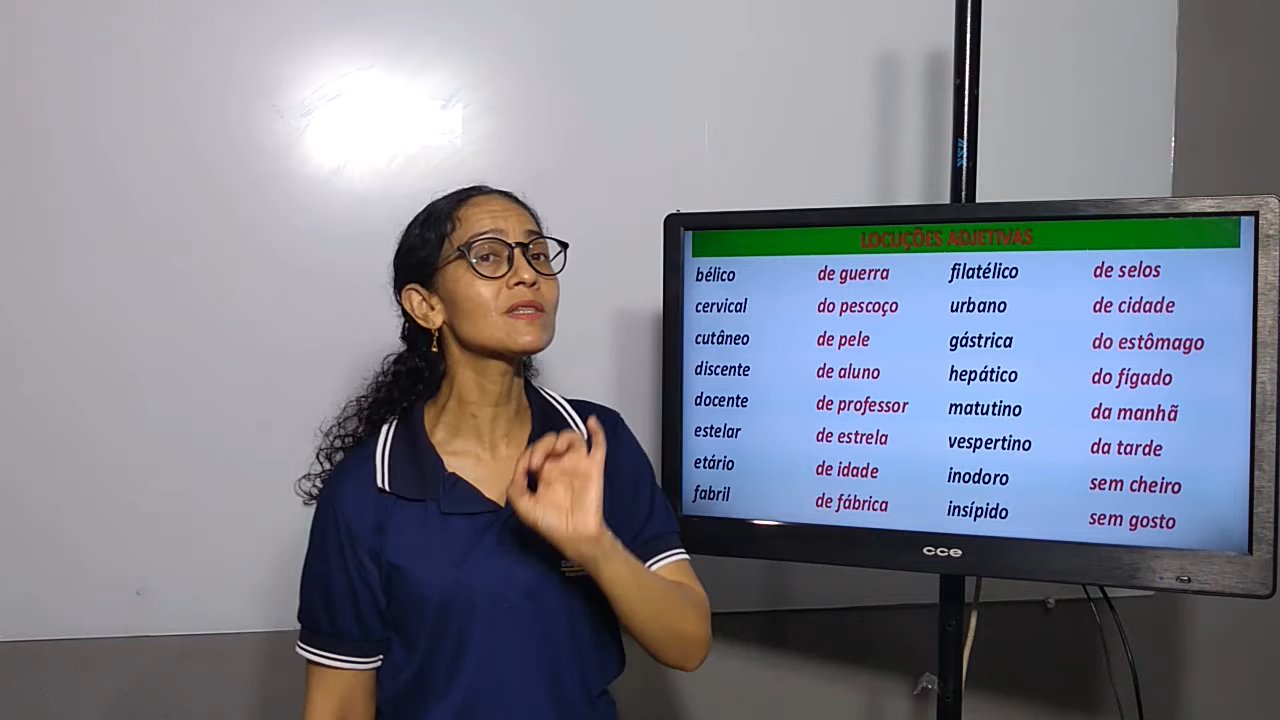 LOCUÇÕES ADJETIVAS
bélico de guerra filatélico de selos
cervical do pescoço urbano de cidade
cutâneo de pele gástrica do estômago
discente de aluno hepático do fígado
docente de professor matutino da manhã
estelar de estrela vespertino da tarde
etário de idade inodoro sem cheiro
fabril de fábrica insípido sem gosto
cce